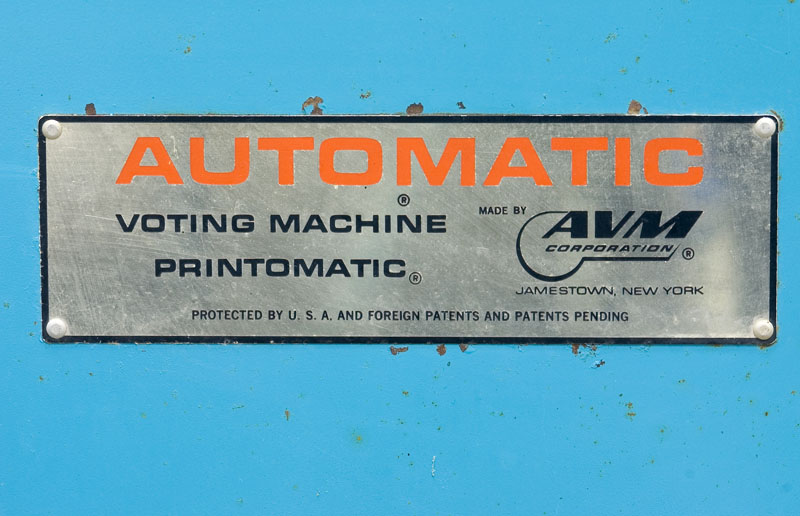 AUTOMATIC®
VOTING MACHINE
PRINTOMATIC®
MADE BY
AVM
CORPORATION®
JAMESTOWN, NEW YORK
PROTECTED BY U. S. A. AND FOREIGN PATENTS AND PATENTS PENDING